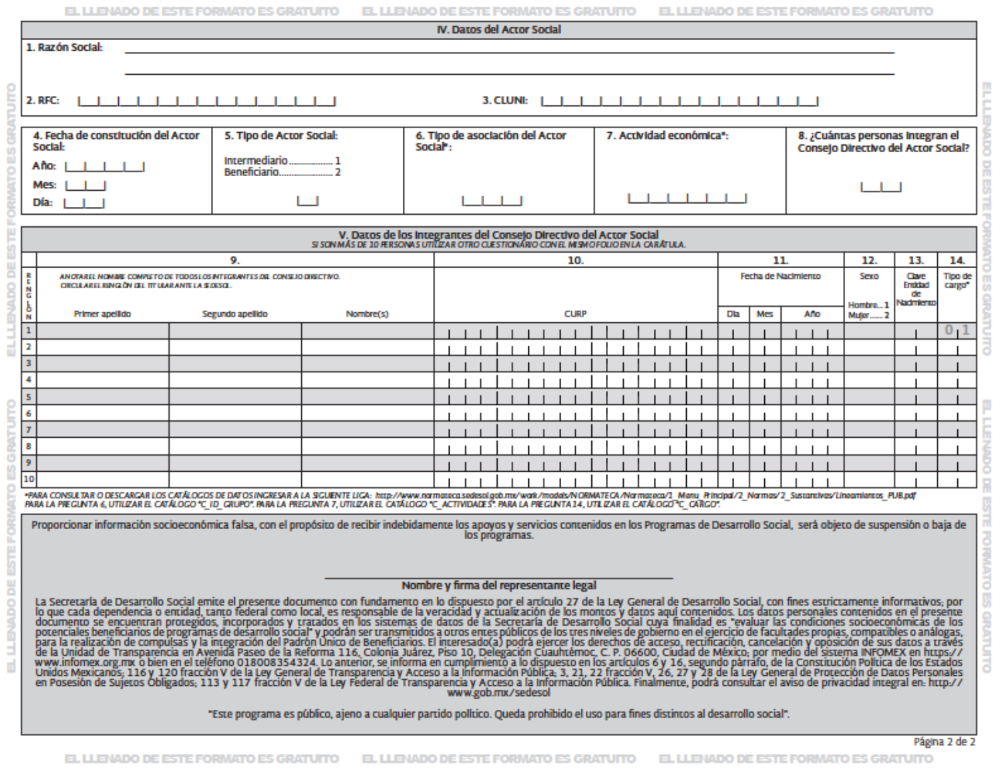 EL LLENADO DE ESTE FORMATO ES GRATUITO EL LLENADO DE ESTE FORMATO ES GRATUITO EL LLENADO DE ESTE FORMATO ES GRATUITO
EL LLENADO DE ESTE FORMATO ES GRATUITO EL LLENADO DE ESTE FORMATO ES GRATUITO
IV. Datos del Actor Social
1. Razón Social:
2. RFC: 3. CLUNI:
4. Fecha de constitución del Actor Social:
Año:
Mes:
Día:
5. Tipo de Actor Social:
Intermediario.................. 1
Beneficiario...................... 2
6. Tipo de asociación del Actor
Social*:
7. Actividad económica*:
8. ¿Cuántas personas integran el
Consejo Directivo del Actor Social?
V. Datos de los Integrantes del Consejo Directivo del Actor Social
SI SON MÁS DE 10 PERSONAS UTILIZAR OTRO CUESTIONARIO CON EL MISMO FOLIO EN LA CARÁTULA.
9. 10. 11. 12. 13. 14.
RENGLÓN
ANOTAR EL NOMBRE COMPLETO DE TODOS LOS INTEGRANTES DEL CONSEJO DIRECTIVO.
CIRCULAR EL RENGLÓN DEL TITULAR ANTE LA SEDESOL.
Primer apellido Segundo apellido Nombre(s)
CURP
Fecha de Nacimiento
Día Mes Año
Sexo
Hombre... 1
Mujer...... 2
Clave
Entidad
de
Nacimiento
Tipo de
cargo*
1 0 1
2
3
4
5
6
7
8
9
10
*PARA CONSULTAR O DESCARGAR LOS CATÁLOGOS DE DATOS INGRESAR A LA SIGUIENTE LIGA: http://www.normateca.sedesol.gob.mx/work/models/NORMATECA/Normateca/1_Menu_Principal/2_Normas/2_Sustantivas/Lineamientos_PUB.pdf
PARA LA PREGUNTA 6, UTILIZAR EL CATÁLOGO "C_ID_GRUPO". PARA LA PREGUNTA 7, UTILIZAR EL CATÁLOGO "C_ACTIVIDADES". PARA LA PREGUNTA 14, UTILIZAR EL CATÁLOGO "C_CARGO".
Proporcionar información socioeconómica falsa, con el propósito de recibir indebidamente los apoyos y servicios contenidos en los Programas de Desarrollo Social, será objeto de suspensión o baja de
los programas.
Nombre y firma del representante legal
La Secretaría de Desarrollo Social emite el presente documento con fundamento en lo dispuesto por el artículo 27 de la Ley General de Desarrollo Social, con fines estrictamente informativos; por
lo que cada dependencia o entidad, tanto federal como local, es responsable de la veracidad y actualización de los montos y datos aquí contenidos. Los datos personales contenidos en el presente
documento se encuentran protegidos, incorporados y tratados en los sistemas de datos de la Secretaría de Desarrollo Social cuya finalidad es "evaluar las condiciones socioeconómicas de los
potenciales beneficiarios de programas de desarrollo social" y podrán ser transmitidos a otros entes públicos de los tres niveles de gobierno en el ejercicio de facultades propias, compatibles o análogas,
para la realización de compulsas y la integración del Padrón Único de Beneficiarios. El interesado(a) podrá ejercer los derechos de acceso, rectificación, cancelación y oposición de sus datos a través
de la Unidad de Transparencia en Avenida Paseo de la Reforma 116, Colonia Juárez, Piso 10, Delegación Cuauhtémoc, C. P. 06600, Ciudad de México; por medio del sistema INFOMEX en https://
www.infomex.org.mx o bien en el teléfono 018008354324. Lo anterior, se informa en cumplimiento a lo dispuesto en los artículos 6 y 16, segundo párrafo, de la Constitución Política de los Estados
Unidos Mexicanos; 116 y 120 fracción V de la Ley General de Transparencia y Acceso a la Información Pública; 3, 21, 22 fracción V, 26, 27 y 28 de la Ley General de Protección de Datos Personales
en Posesión de Sujetos Obligados; 113 y 117 fracción V de la Ley Federal de Transparencia y Acceso a la Información Pública. Finalmente, podrá consultar el aviso de privacidad integral en: http://
www.gob.mx/sedesol
"Este programa es público, ajeno a cualquier partido político. Queda prohibido el uso para fines distintos al desarrollo social".
Página 2 de 2
EL LLENADO DE ESTE FORMATO ES GRATUITO EL LLENADO DE ESTE FORMATO ES GRATUITO
EL LLENADO DE ESTE FORMATO ES GRATUITO EL LLENADO DE ESTE FORMATO ES GRATUITO EL LLENADO DE ESTE FORMATO ES GRATUITO